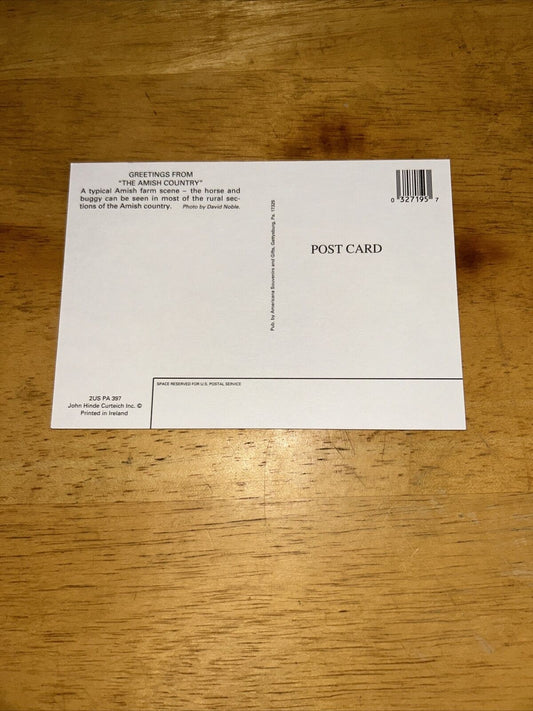 GREETINGS FROM
"THE AMISH COUNTRY"
A typical Amish farm scene – the horse and
buggy can be seen in most of the rural sec-
tions of the Amish country. Photo by David Noble.
Pub. by Americana Souvenirs and Gifts, Gettysburg, Pa. 17325
0 327195 7
POST CARD
SPACE RESERVED FOR U.S. POSTAL SERVICE
2US PA 397
John Hinde Curteich Inc. ©
Printed in Ireland